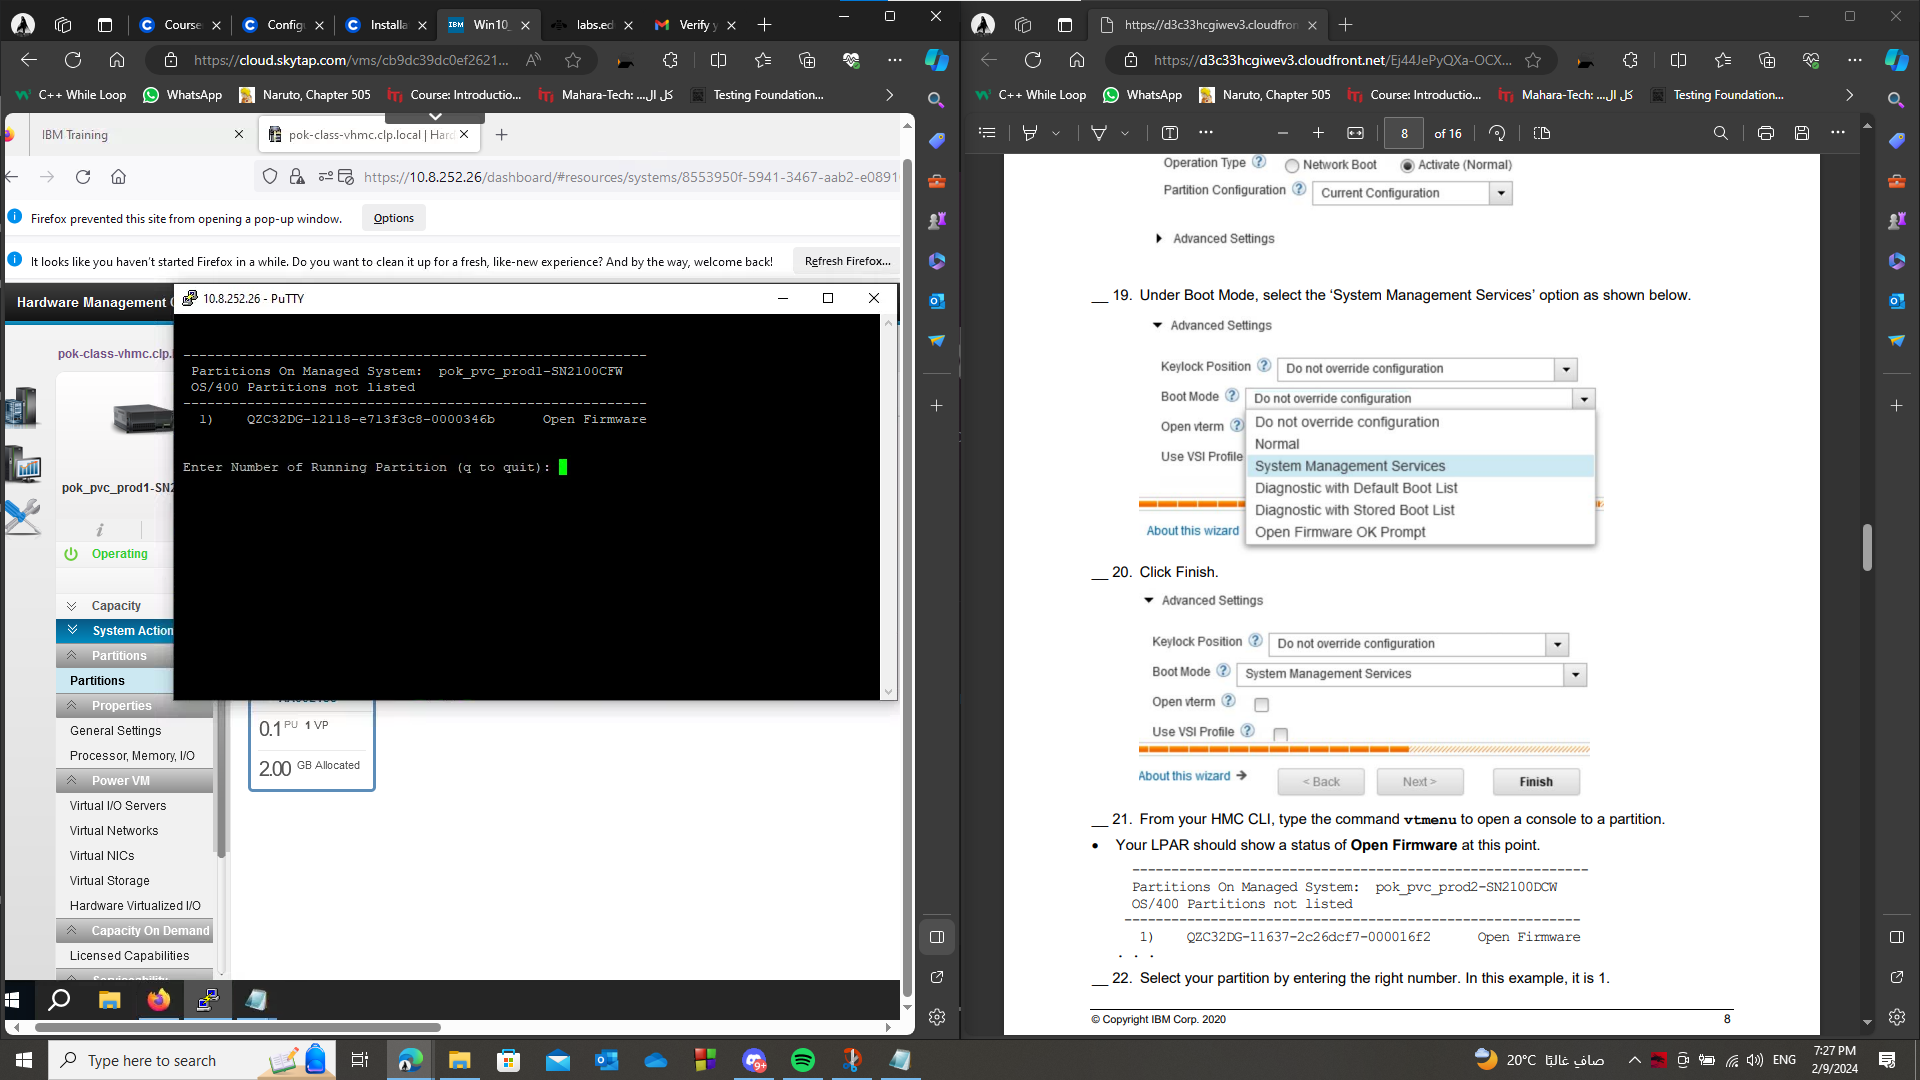 Course
Config
Installa
IBM
Win10_
labs.ed
Verify y
https://d3c33hcgiwev3.cloudfron
https://cloud.skytap.com/vms/cb9dc39dc0ef2621...
https://d3c33hcgiwev3.cloudfront.net/Ej44JePyQXa-OCX...
C++ While Loop
WhatsApp
Naruto, Chapter 505
Course: Introductio...
Mahara-Tech: ...كل ال
Testing Foundation...
C++ While Loop
WhatsApp
Naruto, Chapter 505
Course: Introductio...
Mahara-Tech: ...كل ال
Testing Foundation...
IBM Training
pok-class-vhmc.clp.local | Hard
8
of 16
https://10.8.252.26/dashboard/#resources/systems/8553950f-5941-3467-aab2-e0891
Firefox prevented this site from opening a pop-up window.
Options
It looks like you haven't started Firefox in a while. Do you want to clean it up for a fresh, like-new experience? And by the way, welcome back!
Refresh Firefox...
Hardware Management C
10.8.252.26 - PuTTY
pok-class-vhmc.clp.
pok_pvc_prod1-SN2
Operating
Capacity
System Action
Partitions
Partitions
Properties
General Settings
Processor, Memory, I/O
Power VM
Virtual I/O Servers
Virtual Networks
Virtual NICs
Virtual Storage
Hardware Virtualized I/O
Capacity On Demand
Licensed Capabilities
Partitions On Managed System:  pok_pvc_prod1-SN2100CFW
OS/400 Partitions not listed
1)    QZC32DG-12118-e713f3c8-0000346b      Open Firmware
Enter Number of Running Partition (q to quit):
0.1 PU 1 VP
2.00 GB Allocated
Operation Type
Network Boot
Activate (Normal)
Partition Configuration
Current Configuration
Advanced Settings
__ 19. Under Boot Mode, select the ‘System Management Services’ option as shown below.
Advanced Settings
Keylock Position
Do not override configuration
Boot Mode
Do not override configuration
Open vterm
Do not override configuration
Normal
Use VSI Profile
System Management Services
Diagnostic with Default Boot List
Diagnostic with Stored Boot List
About this wizard
Open Firmware OK Prompt
__ 20. Click Finish.
Advanced Settings
Keylock Position
Do not override configuration
Boot Mode
System Management Services
Open vterm
Use VSI Profile
About this wizard
< Back
Next >
Finish
__ 21. From your HMC CLI, type the command vtmenu to open a console to a partition.
• Your LPAR should show a status of Open Firmware at this point.
----------------------------------------------------------
Partitions On Managed System:  pok_pvc_prod2-SN2100DCW
OS/400 Partitions not listed
----------------------------------------------------------
1)    QZC32DG-11637-2c26dcf7-000016f2      Open Firmware
. . .
__ 22. Select your partition by entering the right number. In this example, it is 1.
© Copyright IBM Corp. 2020
8
Type here to search
9+
20°C
صافٍ غالبًا
ENG
7:27 PM
2/9/2024